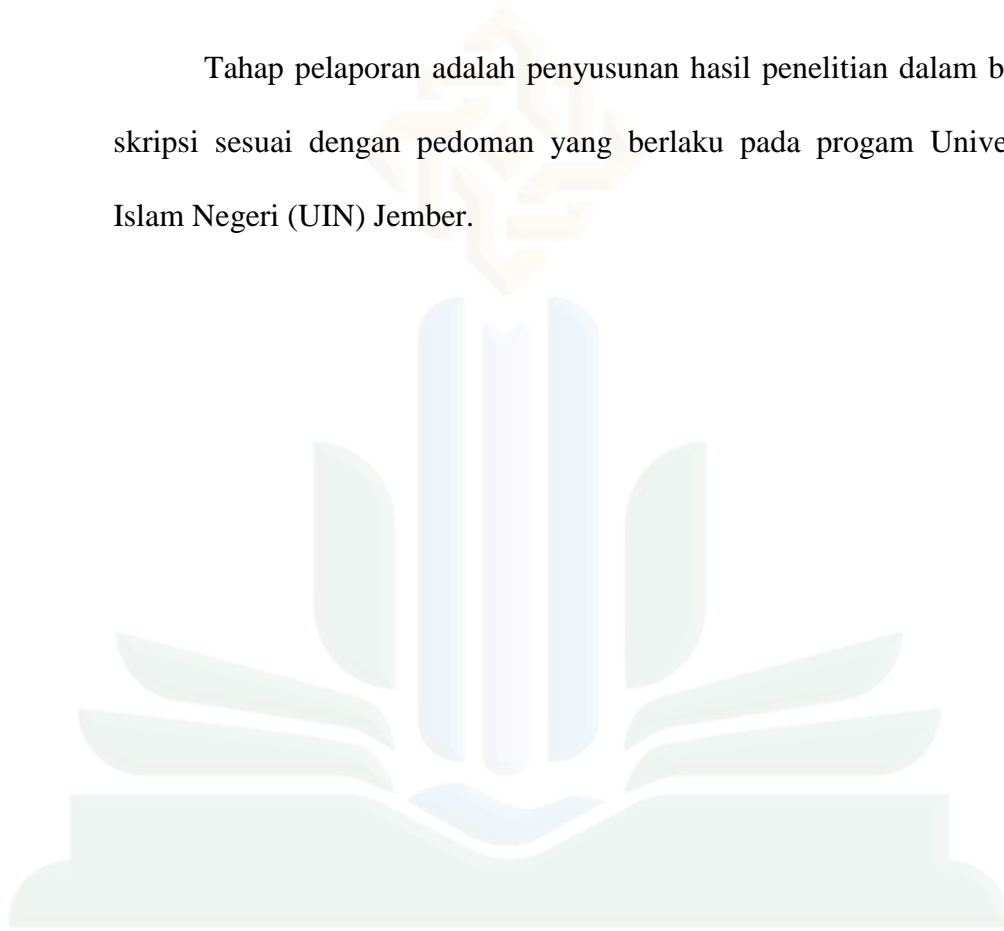 Tahap pelaporan adalah penyusunan hasil penelitian dalam b
skripsi sesuai dengan pedoman yang berlaku pada progam Unive
Islam Negeri (UIN) Jember.